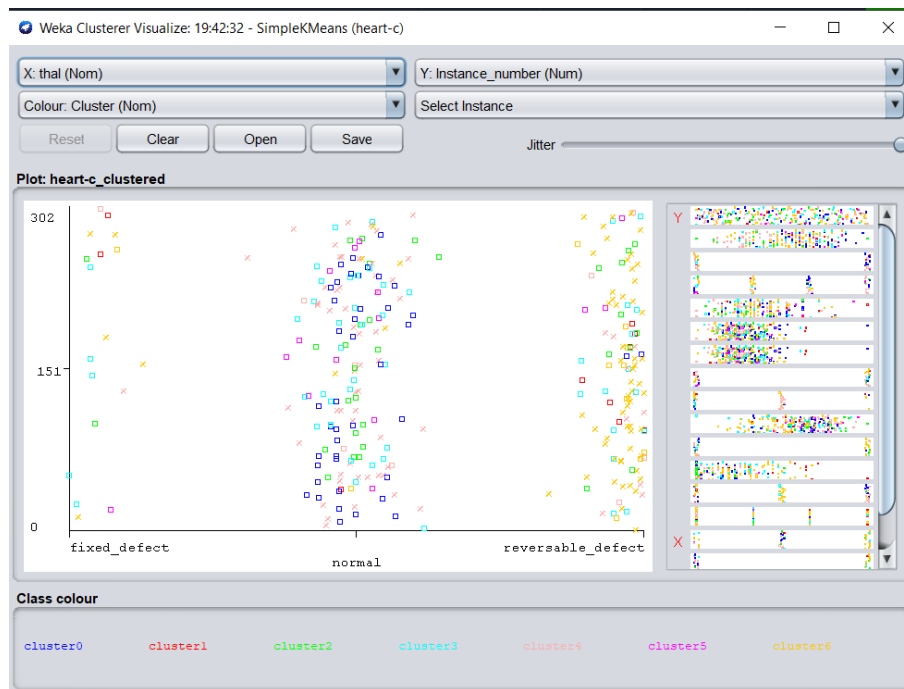 Weka Clusterer Visualize: 19:42:32 - SimpleKMeans (heart-c)
X: thal (Nom) Y: Instance_number (Num)
Colour: Cluster (Nom) Select Instance
Reset Clear Open Save Jitter
Plot: heart-c_clustered
302
151
0
fixed_defect normal reversable_defect
Y
X
Class colour
cluster0 cluster1 cluster2 cluster3 cluster4 cluster5 cluster6